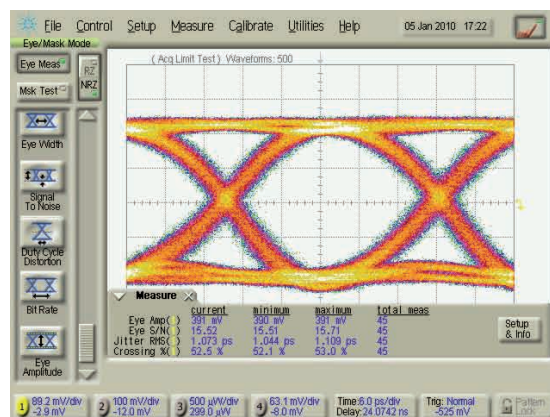 File Control Setup Measure Calibrate Utilities Help 05 Jan 2010 17:22
Eye/Mask Mode
Eye Meas
RZ
NRZ
Msk Test
(Acq Limit Test) Waveforms: 500
Eye Width
Signal
To Noise
Duty Cycle
Distortion
Bit Rate
Eye
Amplitude
Measure
current minimum maximum total meas
Eye Amp( ) 391 mV 390 mV 391 mV 45
Eye S/N( ) 15.52 15.51 15.71 45
Jitter RMS( ) 1.073 ps 1.044 ps 1.109 ps 45
Crossing %( ) 52.5 % 52.1 % 53.0 % 45
Setup
& Info
1 89.2 mV/div
-2.9 mV
2 100 mV/div
-12.0 mV
3 500 µW/div
299.0 µW
4 63.1 mV/div
-8.0 mV
Time:6.0 ps/div
Delay:24.0742 ns
Trig: Normal
-525 mV
Pattern
Lock